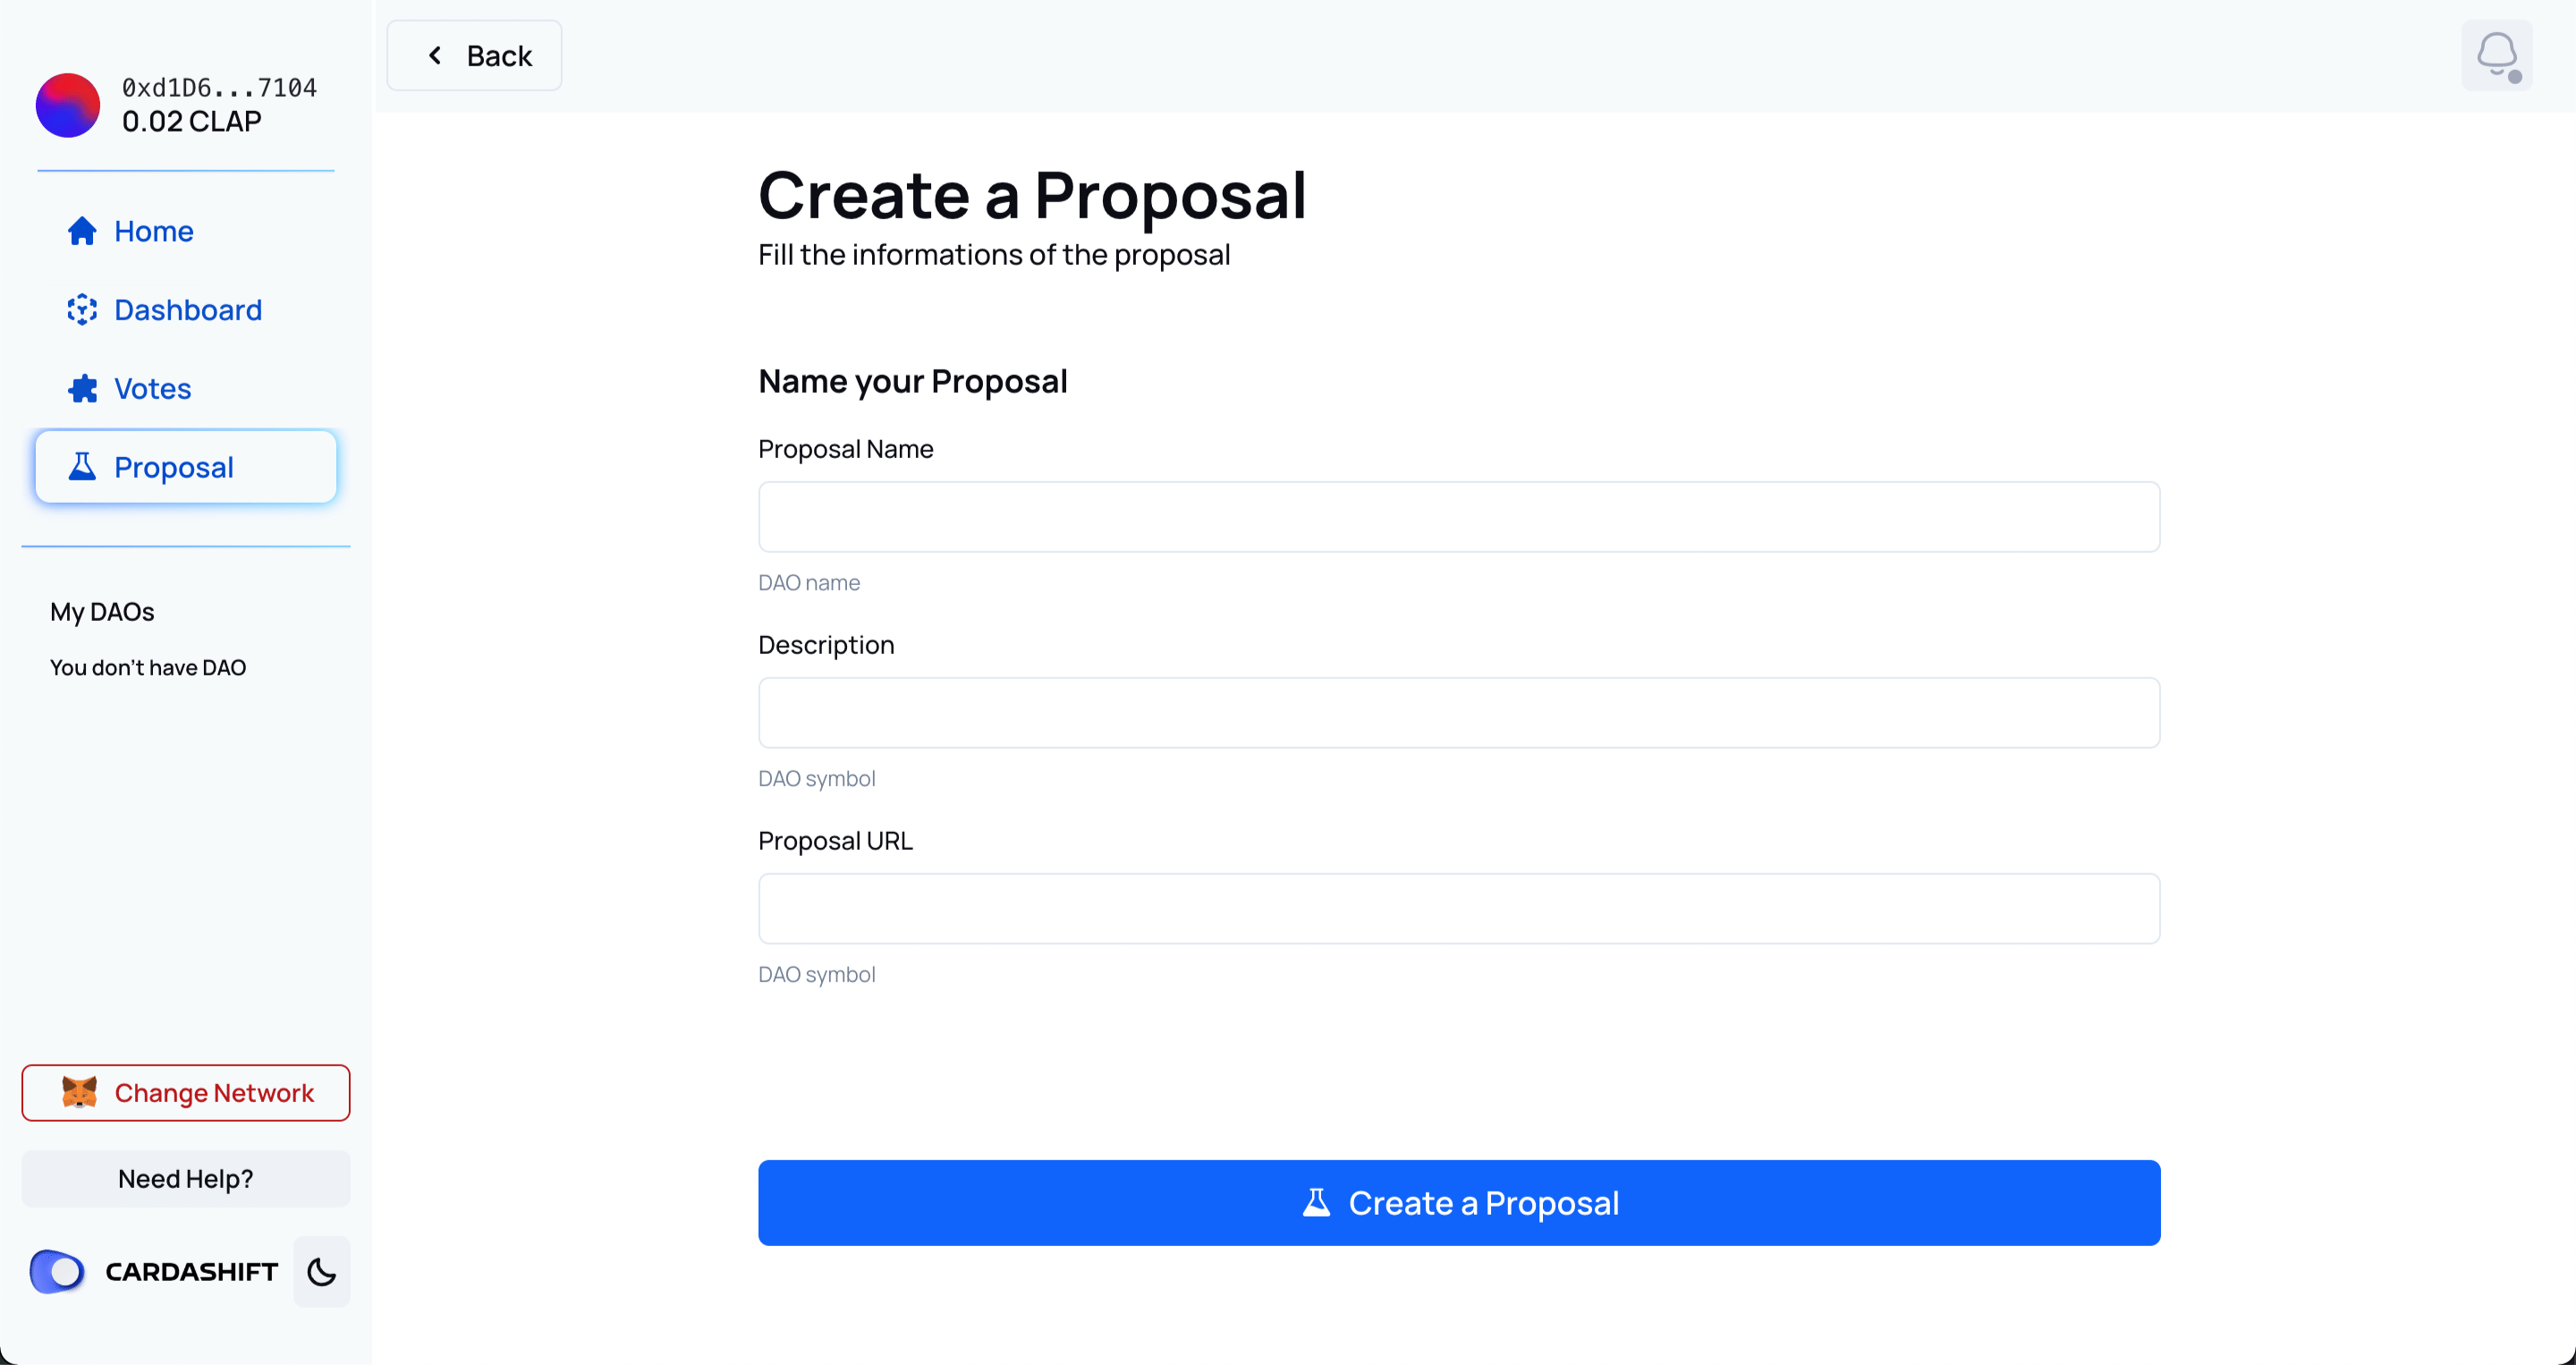 0xd1D6...7104
0.02 CLAP
Home
Dashboard
Votes
Proposal
My DAOs
You don't have DAO
Change Network
Need Help?
CARDASHIFT
Back
Create a Proposal
Fill the informations of the proposal
Name your Proposal
Proposal Name
DAO name
Description
DAO symbol
Proposal URL
DAO symbol
Create a Proposal